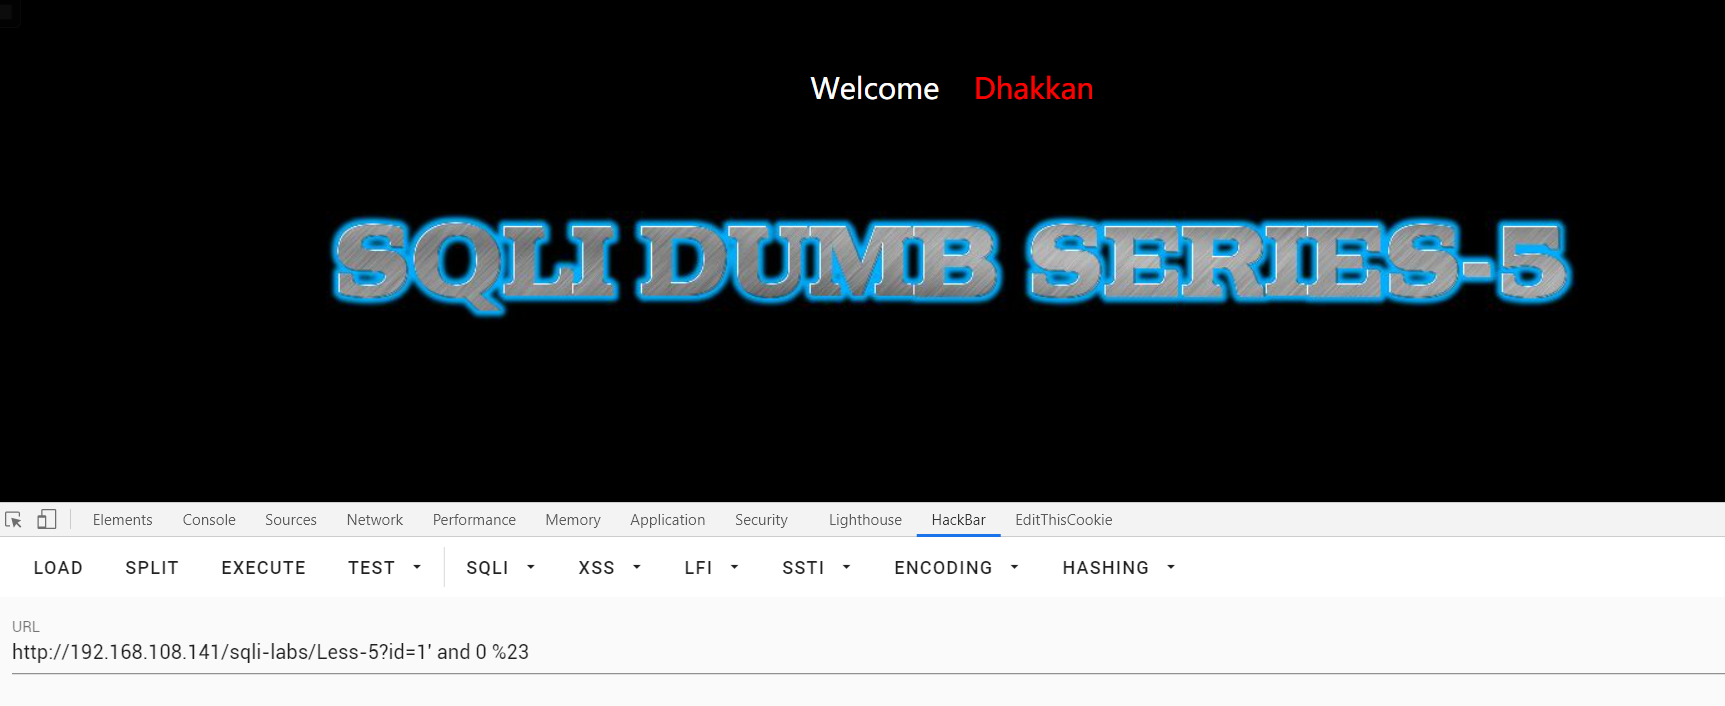 Welcome Dhakkan
SQLI DUMB SERIES-5
Elements Console Sources Network Performance Memory Application Security Lighthouse HackBar EditThisCookie
LOAD SPLIT EXECUTE TEST SQLI XSS LFI SSTI ENCODING HASHING
URL
http://192.168.108.141/sqli-labs/Less-5?id=1' and 0 %23